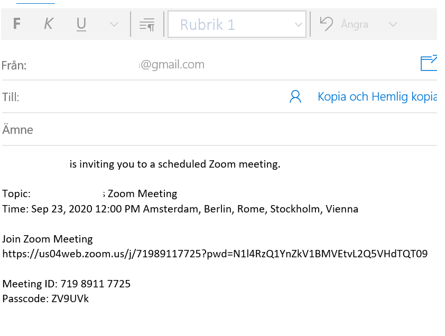 F K U Rubrik 1 Ångra
Från: @gmail.com
Till: Kopia och Hemlig kopia
Ämne
is inviting you to a scheduled Zoom meeting.
Topic: s Zoom Meeting
Time: Sep 23, 2020 12:00 PM Amsterdam, Berlin, Rome, Stockholm, Vienna
Join Zoom Meeting
https://us04web.zoom.us/j/71989117725?pwd=N1l4RzQ1YnZkV1BMVEtvL2Q5VHdTQT09
Meeting ID: 719 8911 7725
Passcode: ZV9UVk